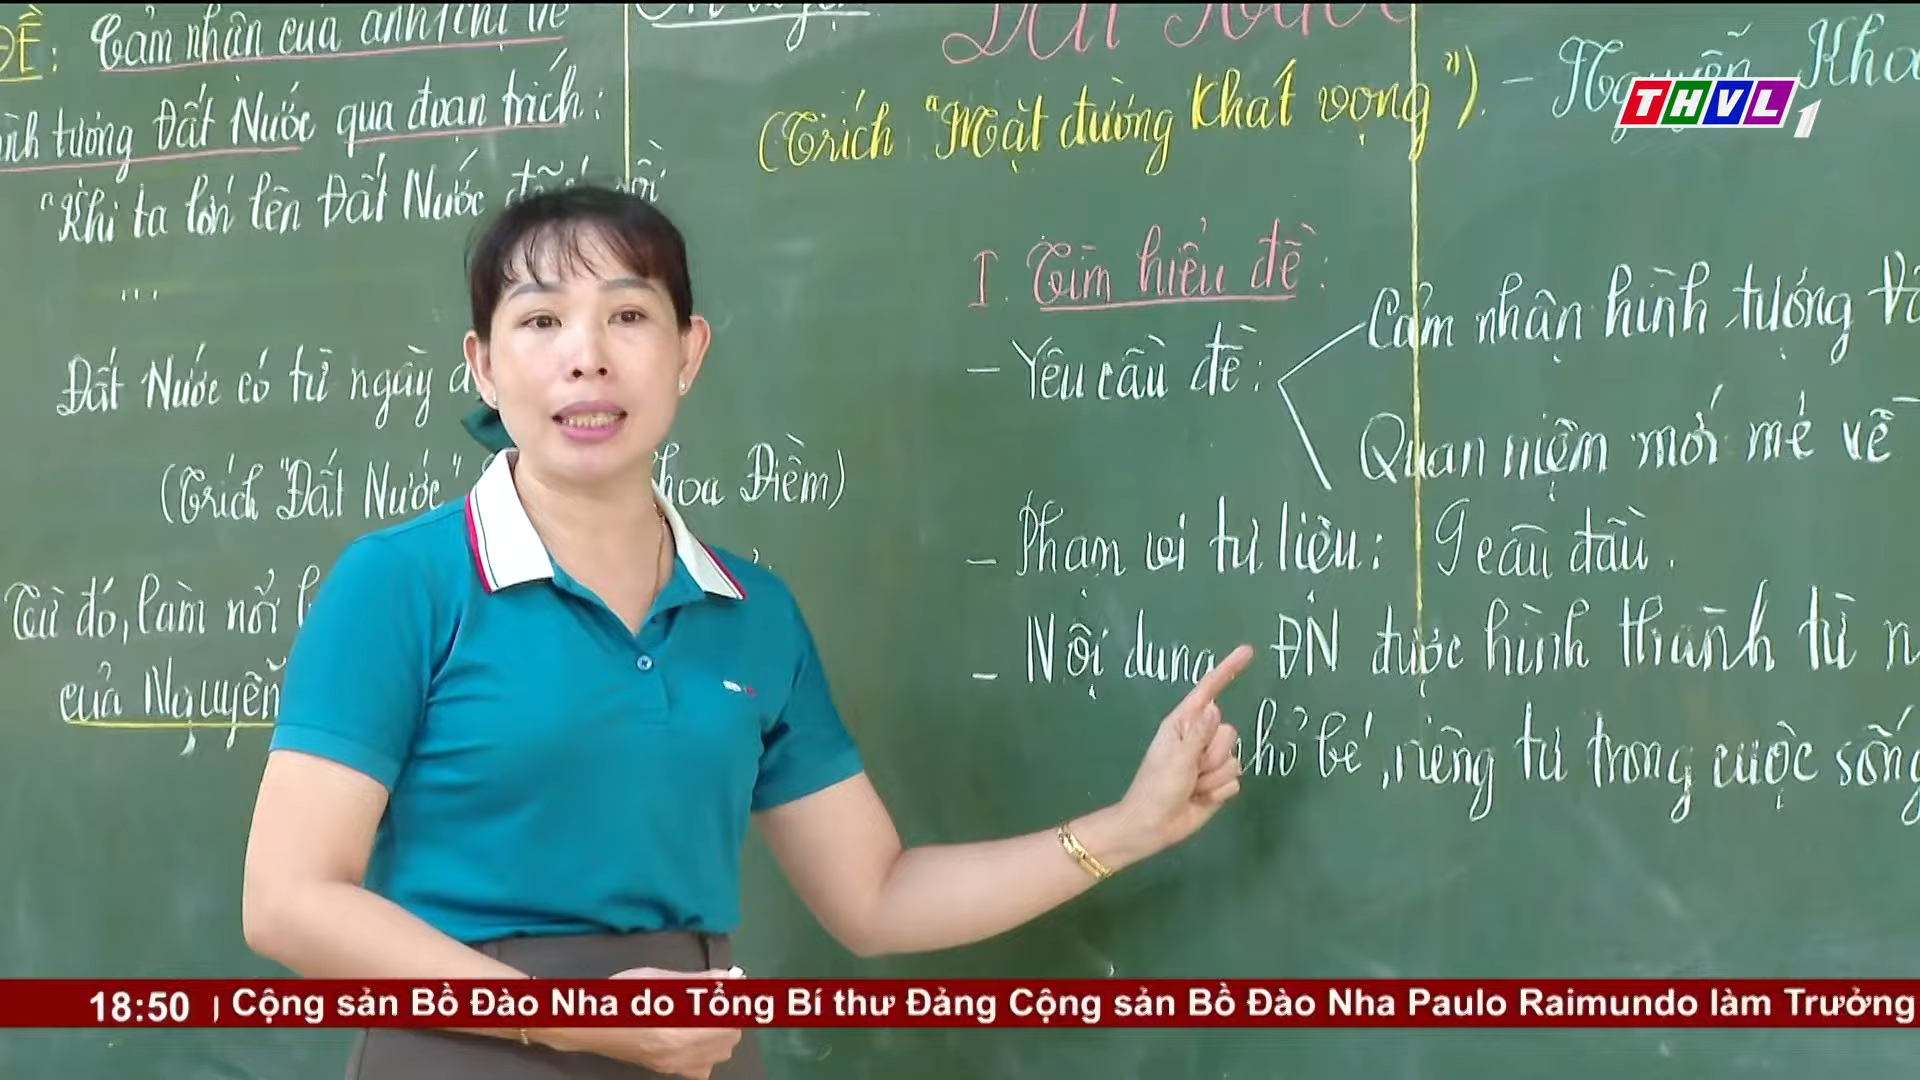 ĐỀ: Cảm nhận của anh/chị về
tượng Đất Nước qua đoạn trích:
"Khi ta lớn lên Đất Nước
...
Đất Nước có từ ngày
(Trích "Đất Nước"
Điềm)
Từ đó, làm nổi
của Nguyễn
Đất Nước
(Trích "Mặt đường khát vọng").
- Nguyễn Khoa
I. Tìm hiểu đề:
- Yêu cầu đề:
Cảm nhận hình tượng
Quan niệm mới mẻ về
- Phạm vi tư liệu: 9 câu đầu.
- Nội dung ĐN được hình thành từ
nhỏ bé, riêng tư trong cuộc sống
THVL1
18:50 Cộng sản Bồ Đào Nha do Tổng Bí thư Đảng Cộng sản Bồ Đào Nha Paulo Raimundo làm Trưởng